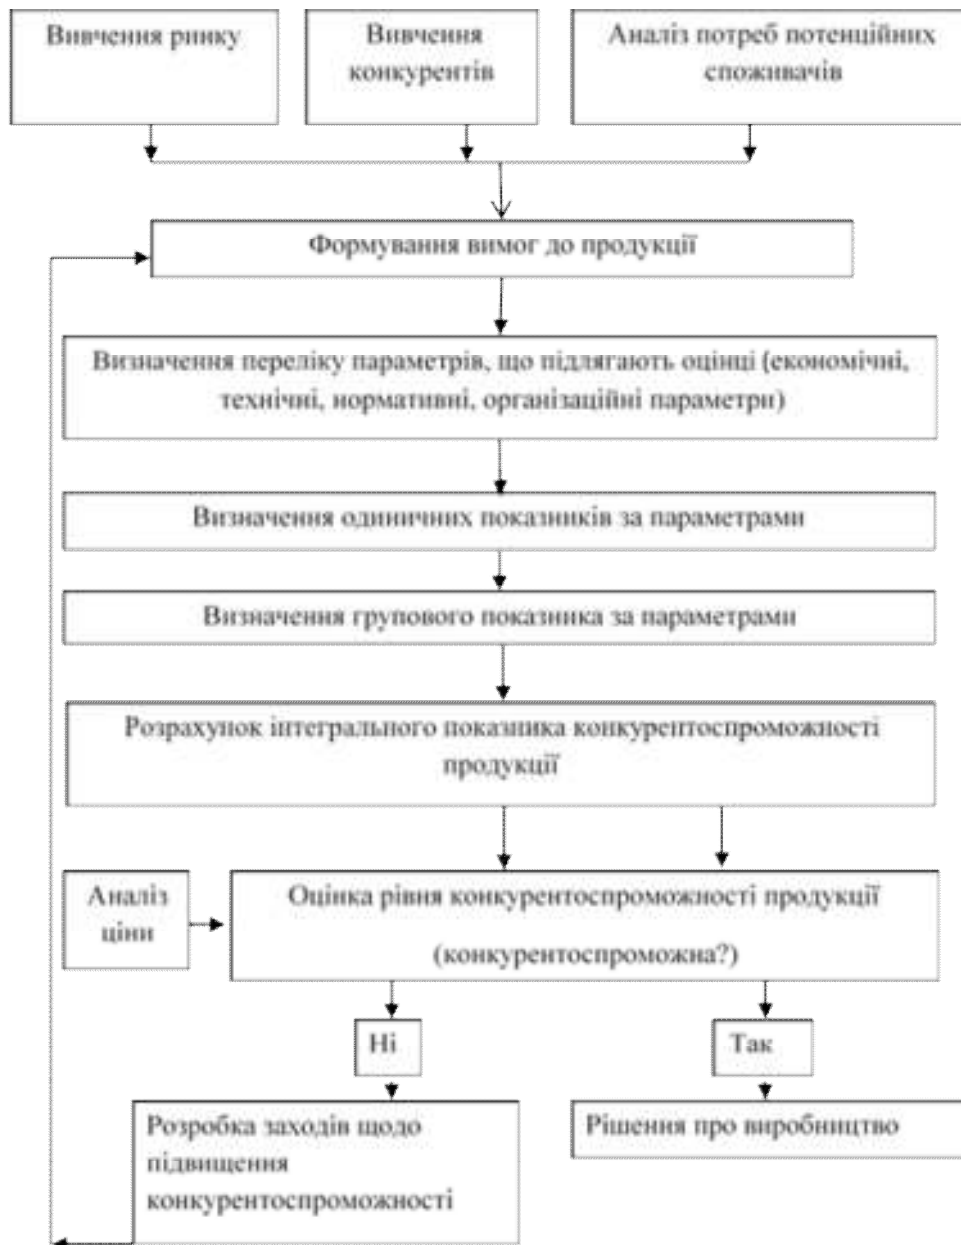 Вивчення ринку
Вивчення
конкурентів
Аналіз потреб потенційних
споживачів
Формування вимог до продукції
Визначення переліку параметрів, що підлягають оцінці (економічні,
технічні, нормативні, організаційні параметри)
Визначення одиничних показників за параметрами
Визначення групового показника за параметрами
Розрахунок інтегрального показника конкурентоспроможності
продукції
Аналіз
ціни
Оцінка рівня конкурентоспроможності продукції
(конкурентоспроможна?)
Ні
Так
Розробка заходів щодо
підвищення
конкурентоспроможності
Рішення про виробництво